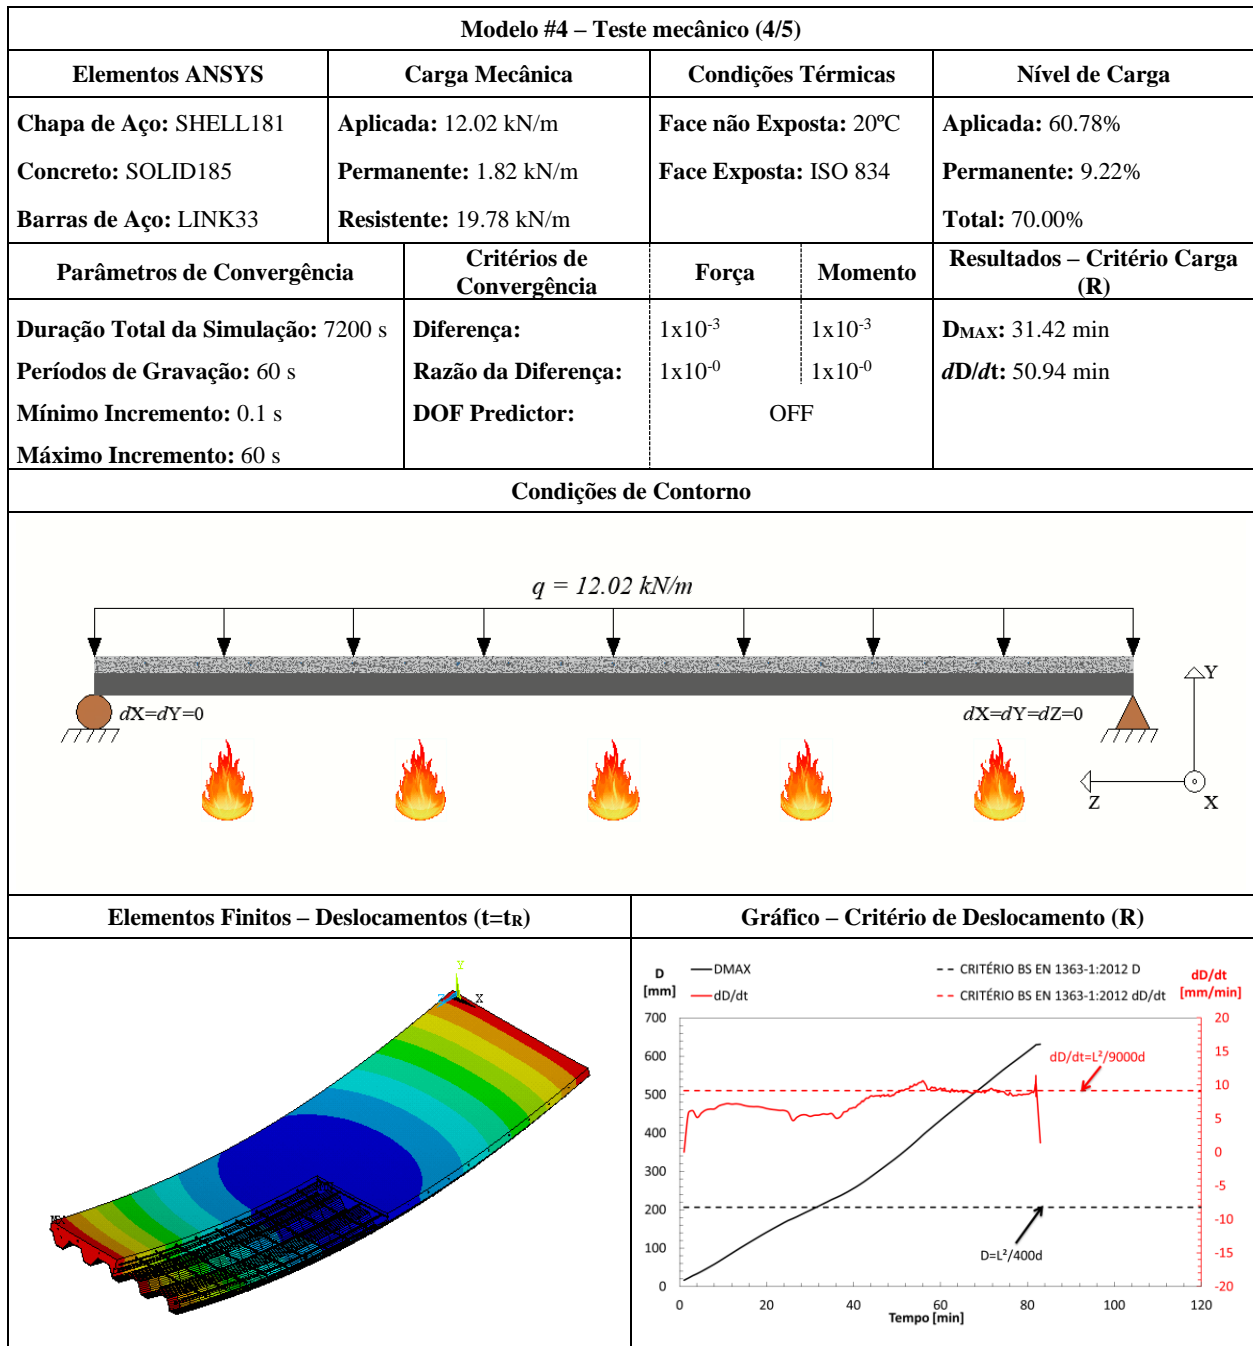 Modelo #4 – Teste mecânico (4/5)
Elementos ANSYS
Carga Mecânica
Condições Térmicas
Nível de Carga
Chapa de Aço: SHELL181
Concreto: SOLID185
Barras de Aço: LINK33
Aplicada: 12.02 kN/m
Permanente: 1.82 kN/m
Resistente: 19.78 kN/m
Face não Exposta: 20ºC
Face Exposta: ISO 834
Aplicada: 60.78%
Permanente: 9.22%
Total: 70.00%
Parâmetros de Convergência
Critérios de
Convergência
Força
Momento
Resultados – Critério Carga
(R)
Duração Total da Simulação: 7200 s
Períodos de Gravação: 60 s
Mínimo Incremento: 0.1 s
Máximo Incremento: 60 s
Diferença: 1x10⁻³ 1x10⁻³
Razão da Diferença: 1x10⁻⁰ 1x10⁻⁰
DOF Predictor: OFF
DMAX: 31.42 min
dD/dt: 50.94 min
Condições de Contorno
q = 12.02 kN/m
dX=dY=0
dX=dY=dZ=0
Y
Z
X
Elementos Finitos – Deslocamentos (t=tR)
Gráfico – Critério de Deslocamento (R)
Y
X
D
[mm]
DMAX
dD/dt
CRITÉRIO BS EN 1363-1:2012 D
CRITÉRIO BS EN 1363-1:2012 dD/dt
dD/dt
[mm/min]
700
600
500
400
300
200
100
0
20
15
10
5
0
-5
-10
-15
-20
dD/dt=L²/9000d
D=L²/400d
0 20 40 60 80 100 120
Tempo [min]